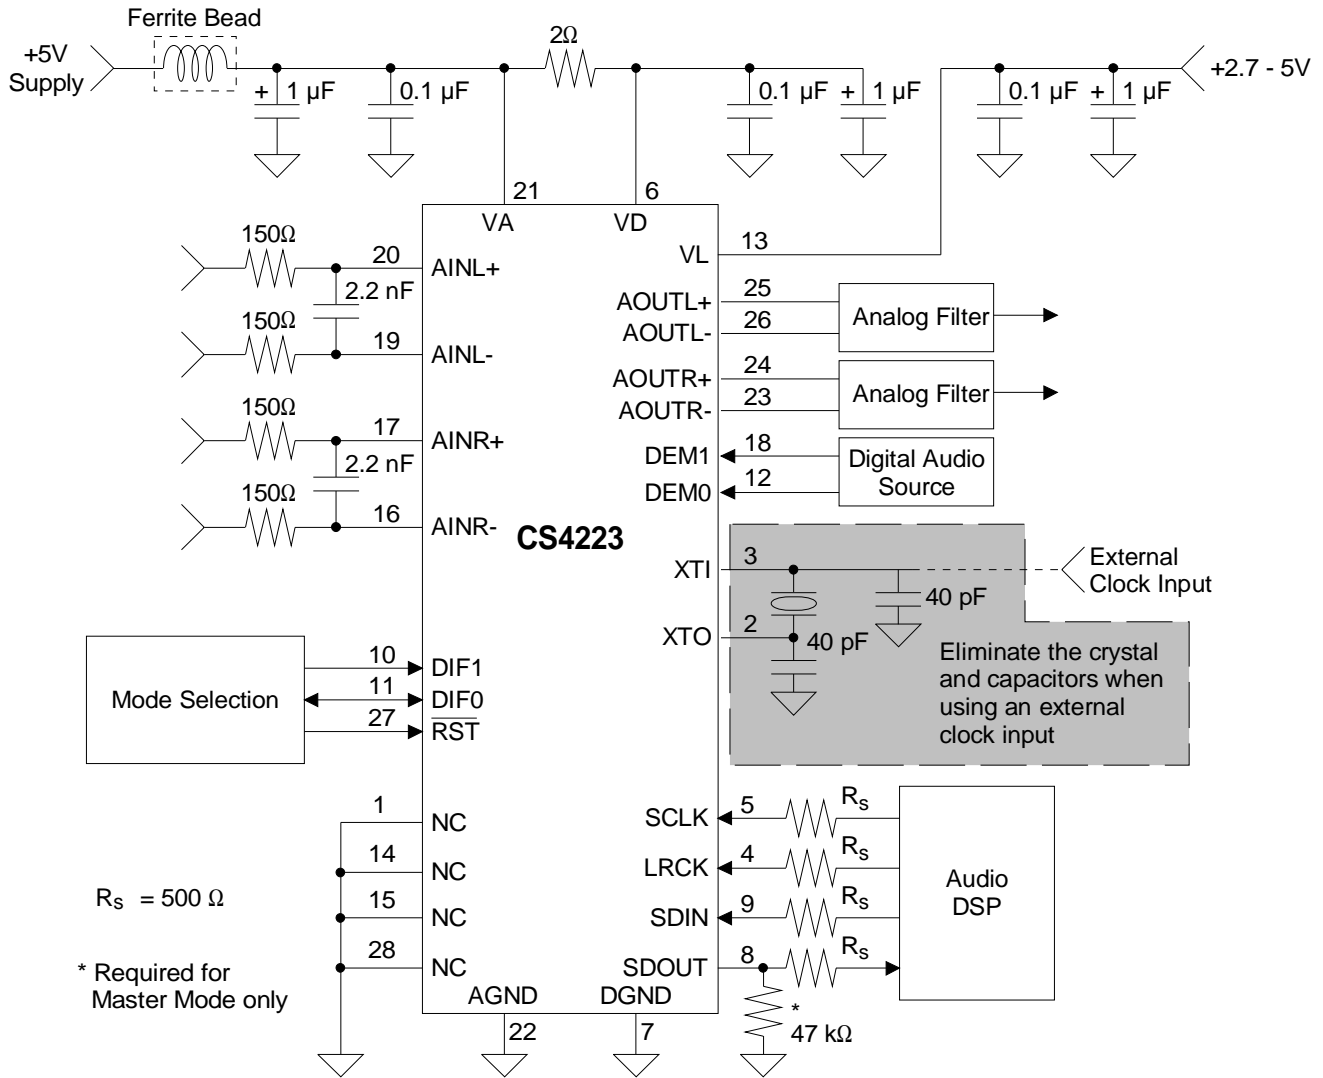 Ferrite Bead
+5V
Supply
2Ω
+ 1 µF
0.1 µF
0.1 µF
+ 1 µF
0.1 µF
+ 1 µF
+2.7 - 5V
21
6
VA
VD
150Ω
20
AINL+
2.2 nF
150Ω
19
AINL-
150Ω
17
AINR+
2.2 nF
150Ω
16
AINR-
CS4223
VL
13
AOUTL+
25
AOUTL-
26
Analog Filter
AOUTR+
24
AOUTR-
23
Analog Filter
DEM1
18
DEM0
12
Digital Audio
Source
XTI
3
External
Clock Input
40 pF
XTO
2
40 pF
Eliminate the crystal
and capacitors when
using an external
clock input
Mode Selection
10
DIF1
11
DIF0
27
RST
1
NC
14
NC
15
NC
28
NC
SCLK
5
Rs
LRCK
4
Rs
SDIN
9
Rs
SDOUT
8
Rs
Audio
DSP
*
47 kΩ
AGND
DGND
22
7
Rs = 500 Ω
* Required for
Master Mode only